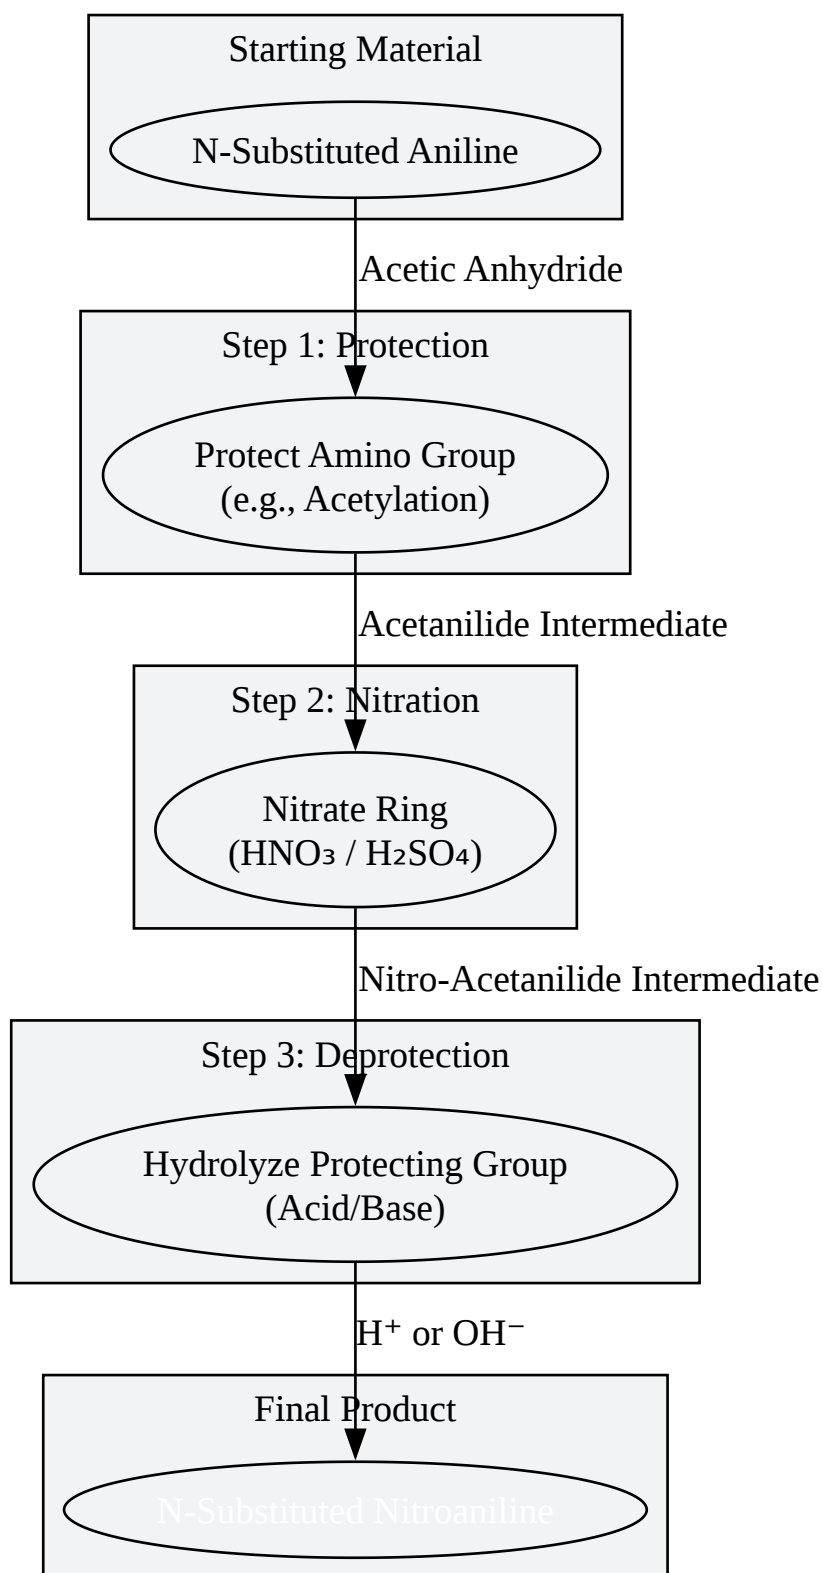 Starting Material
N-Substituted Aniline
Acetic Anhydride
Step 1: Protection
Protect Amino Group
(e.g., Acetylation)
Acetanilide Intermediate
Step 2: Nitration
Nitrate Ring
(HNO₃ / H₂SO₄)
Nitro-Acetanilide Intermediate
Step 3: Deprotection
Hydrolyze Protecting Group
(Acid/Base)
H⁺ or OH⁻
Final Product
N-Substituted Nitroaniline